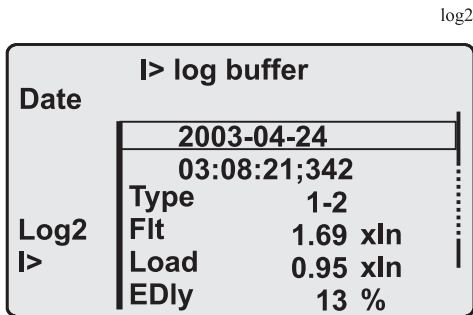 log2
I> log buffer
Date
2003-04-24
03:08:21;342
Type 1-2
Log2 Flt 1.69 xIn
I> Load 0.95 xIn
EDly 13 %